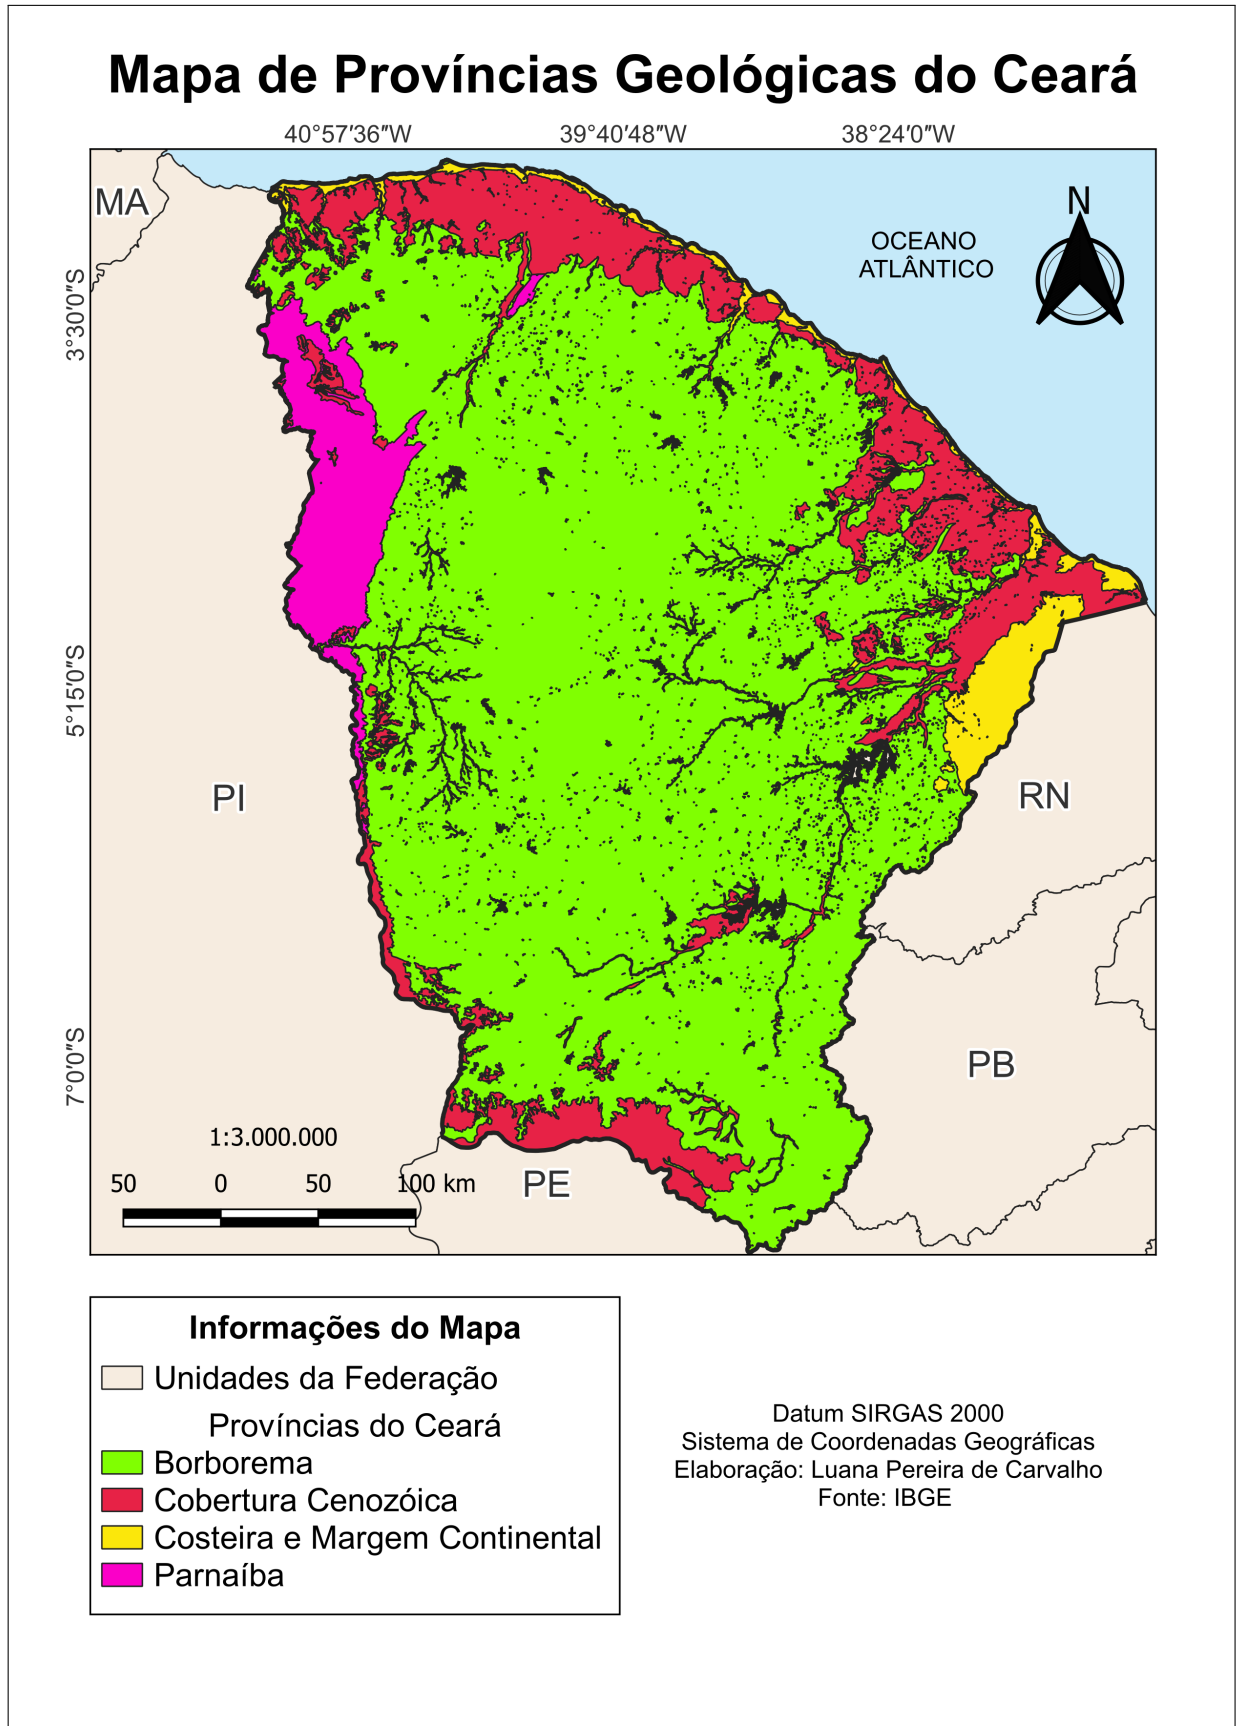 Mapa de Províncias Geológicas do Ceará
40°57′36″W 39°40′48″W 38°24′0″W
MA
N
OCEANO
ATLÂNTICO
3°30′0″S
5°15′0″S
PI
RN
7°0′0″S
PB
1:3.000.000
50 0 50 100 km
PE
Informações do Mapa
Unidades da Federação
Províncias do Ceará
Borborema
Cobertura Cenozóica
Costeira e Margem Continental
Parnaíba
Datum SIRGAS 2000
Sistema de Coordenadas Geográficas
Elaboração: Luana Pereira de Carvalho
Fonte: IBGE